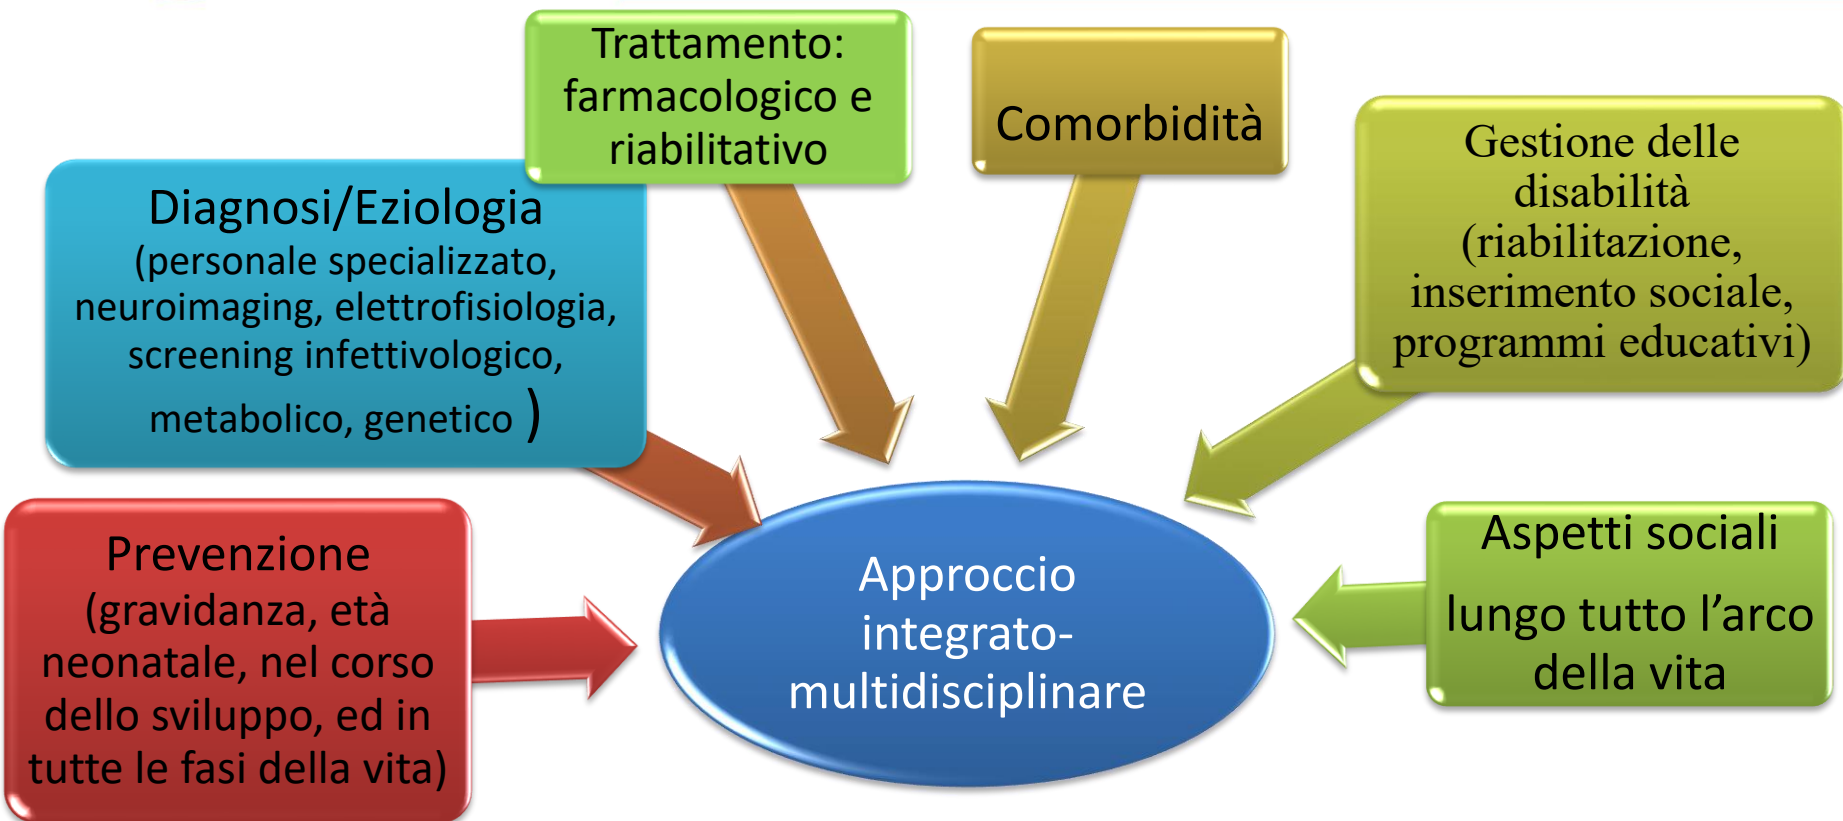 Trattamento:
farmacologico e
riabilitativo
Comorbidità
Gestione delle
disabilità
(riabilitazione,
inserimento sociale,
programmi educativi)
Diagnosi/Eziologia
(personale specializzato,
neuroimaging, elettrofisiologia,
screening infettivologico,
metabolico, genetico )
Prevenzione
(gravidanza, età
neonatale, nel corso
dello sviluppo, ed in
tutte le fasi della vita)
Approccio
integrato-
multidisciplinare
Aspetti sociali
lungo tutto l’arco
della vita